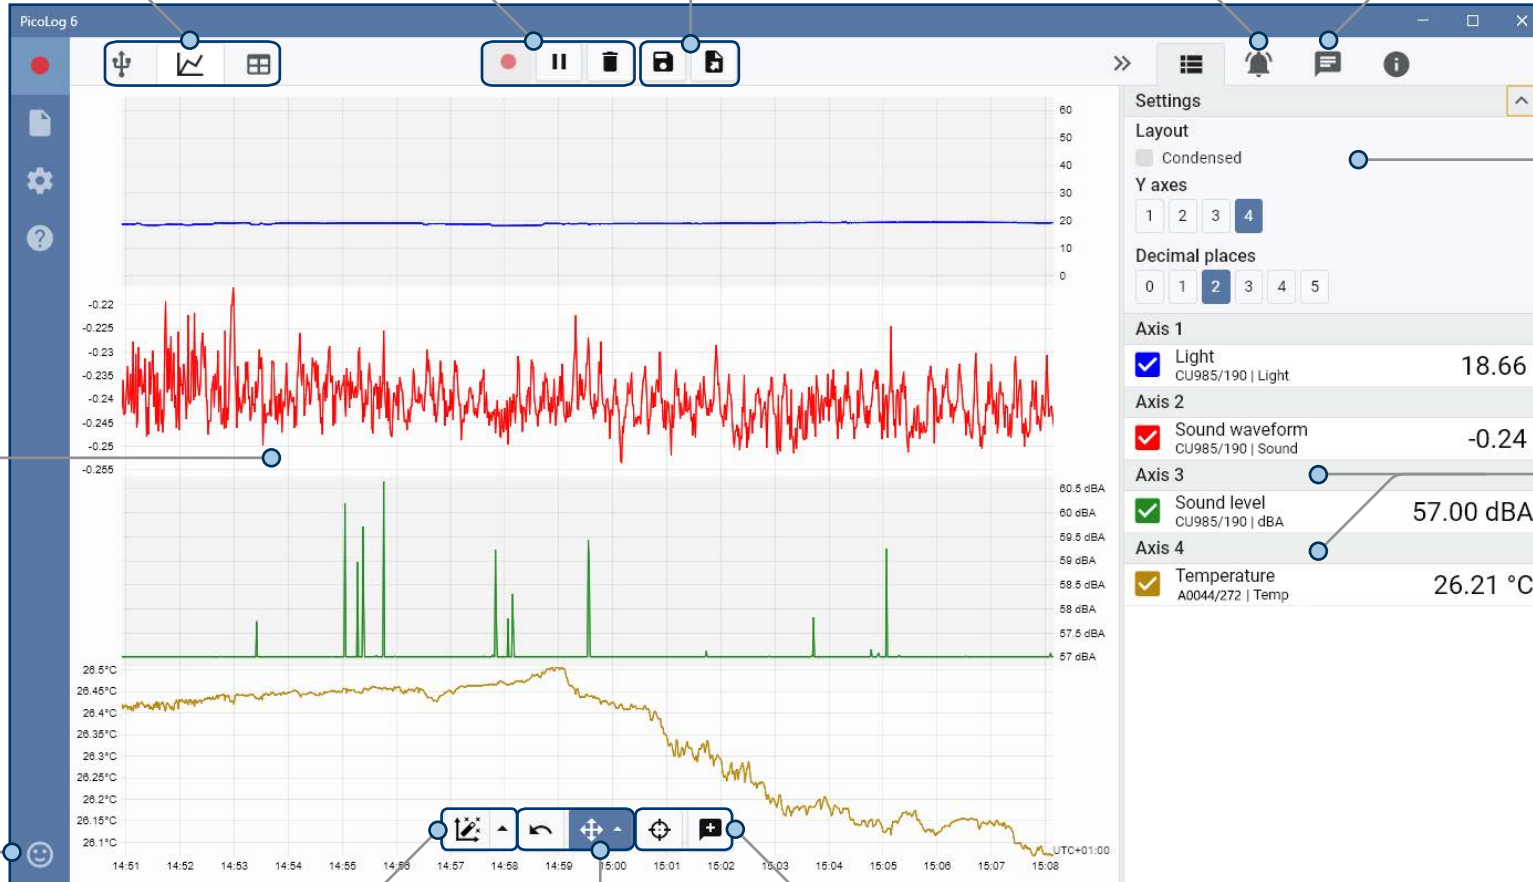 PicoLog 6
Settings
Layout
Condensed
Y axes
1 2 3 4
Decimal places
0 1 2 3 4 5
Axis 1
Light 18.66
CU985/190 | Light
Axis 2
Sound waveform -0.24
CU985/190 | Sound
Axis 3
Sound level 57.00 dBA
CU985/190 | dBA
Axis 4
Temperature 26.21 °C
A0044/272 | Temp
60
50
40
30
20
10
0
-0.22
-0.225
-0.23
-0.235
-0.24
-0.245
-0.25
-0.255
60.5 dBA
60 dBA
59.5 dBA
59 dBA
58.5 dBA
58 dBA
57.5 dBA
57 dBA
26.5°C
26.45°C
26.4°C
26.35°C
26.3°C
26.25°C
26.2°C
26.15°C
26.1°C
UTC+01:00
14:51 14:52 14:53 14:54 14:55 14:56 14:57 14:58 14:59 15:00 15:01 15:02 15:03 15:04 15:05 15:06 15:07 15:08